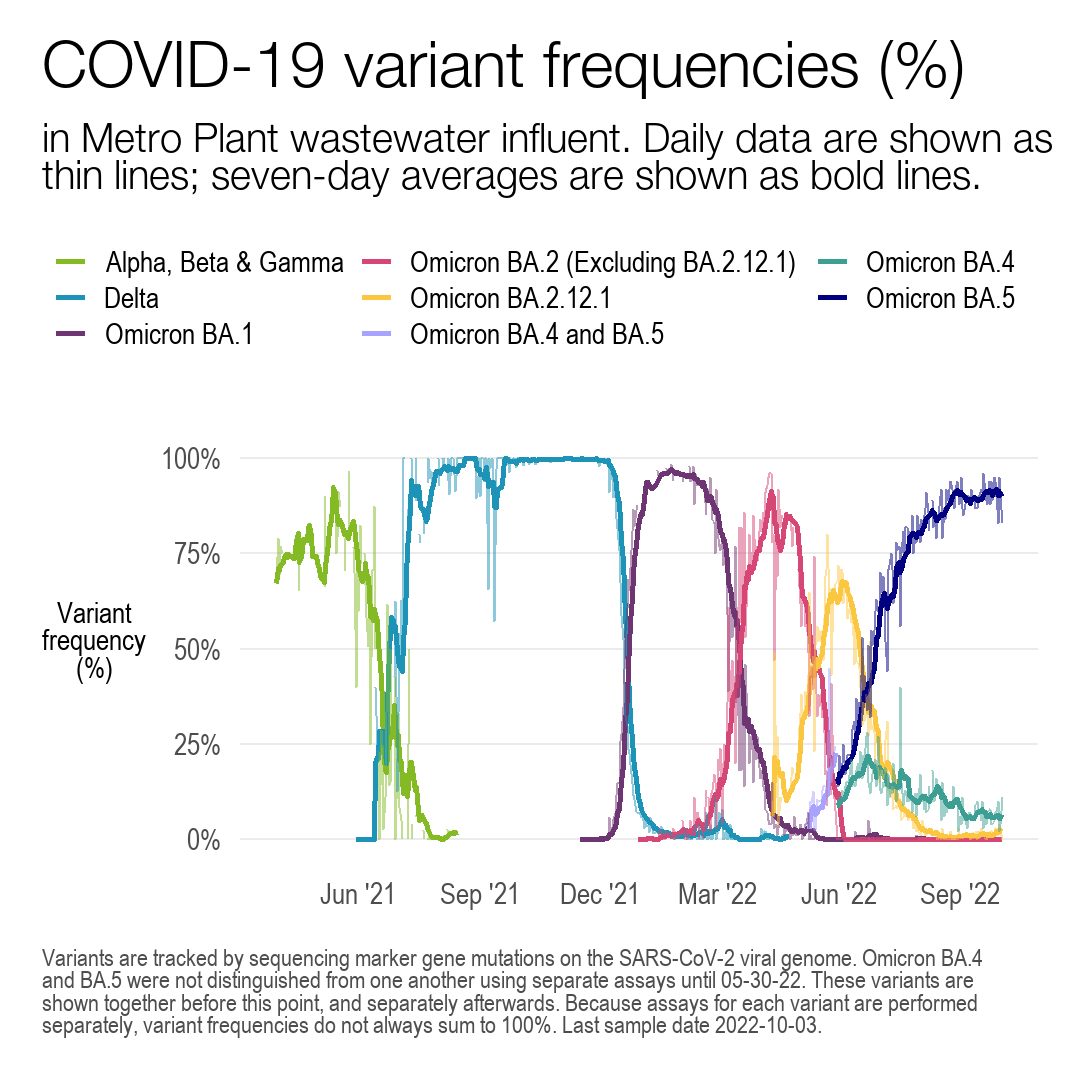 COVID-19 variant frequencies (%)
in Metro Plant wastewater influent. Daily data are shown as
thin lines; seven-day averages are shown as bold lines.
Alpha, Beta & Gamma
Delta
Omicron BA.1
Omicron BA.2 (Excluding BA.2.12.1)
Omicron BA.2.12.1
Omicron BA.4 and BA.5
Omicron BA.4
Omicron BA.5
Variant
frequency
(%)
100%
75%
50%
25%
0%
Jun '21
Sep '21
Dec '21
Mar '22
Jun '22
Sep '22
Variants are tracked by sequencing marker gene mutations on the SARS-CoV-2 viral genome. Omicron BA.4
and BA.5 were not distinguished from one another using separate assays until 05-30-22. These variants are
shown together before this point, and separately afterwards. Because assays for each variant are performed
separately, variant frequencies do not always sum to 100%. Last sample date 2022-10-03.